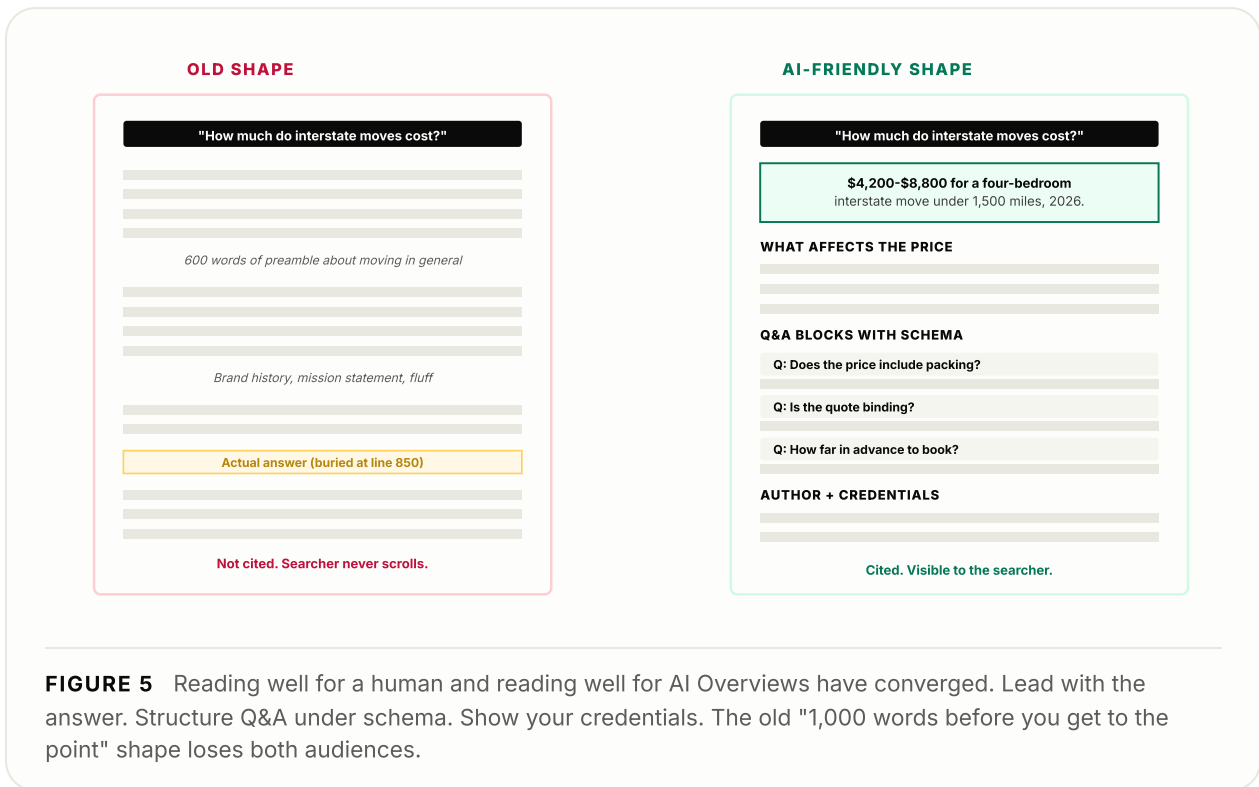 OLD SHAPE
"How much do interstate moves cost?"
600 words of preamble about moving in general
Brand history, mission statement, fluff
Actual answer (buried at line 850)
Not cited. Searcher never scrolls.
AI-FRIENDLY SHAPE
"How much do interstate moves cost?"
$4,200-$8,800 for a four-bedroom
interstate move under 1,500 miles, 2026.
WHAT AFFECTS THE PRICE
Q&A BLOCKS WITH SCHEMA
Q: Does the price include packing?
Q: Is the quote binding?
Q: How far in advance to book?
AUTHOR + CREDENTIALS
Cited. Visible to the searcher.
FIGURE 5 Reading well for a human and reading well for AI Overviews have converged. Lead with the
answer. Structure Q&A under schema. Show your credentials. The old "1,000 words before you get to the
point" shape loses both audiences.